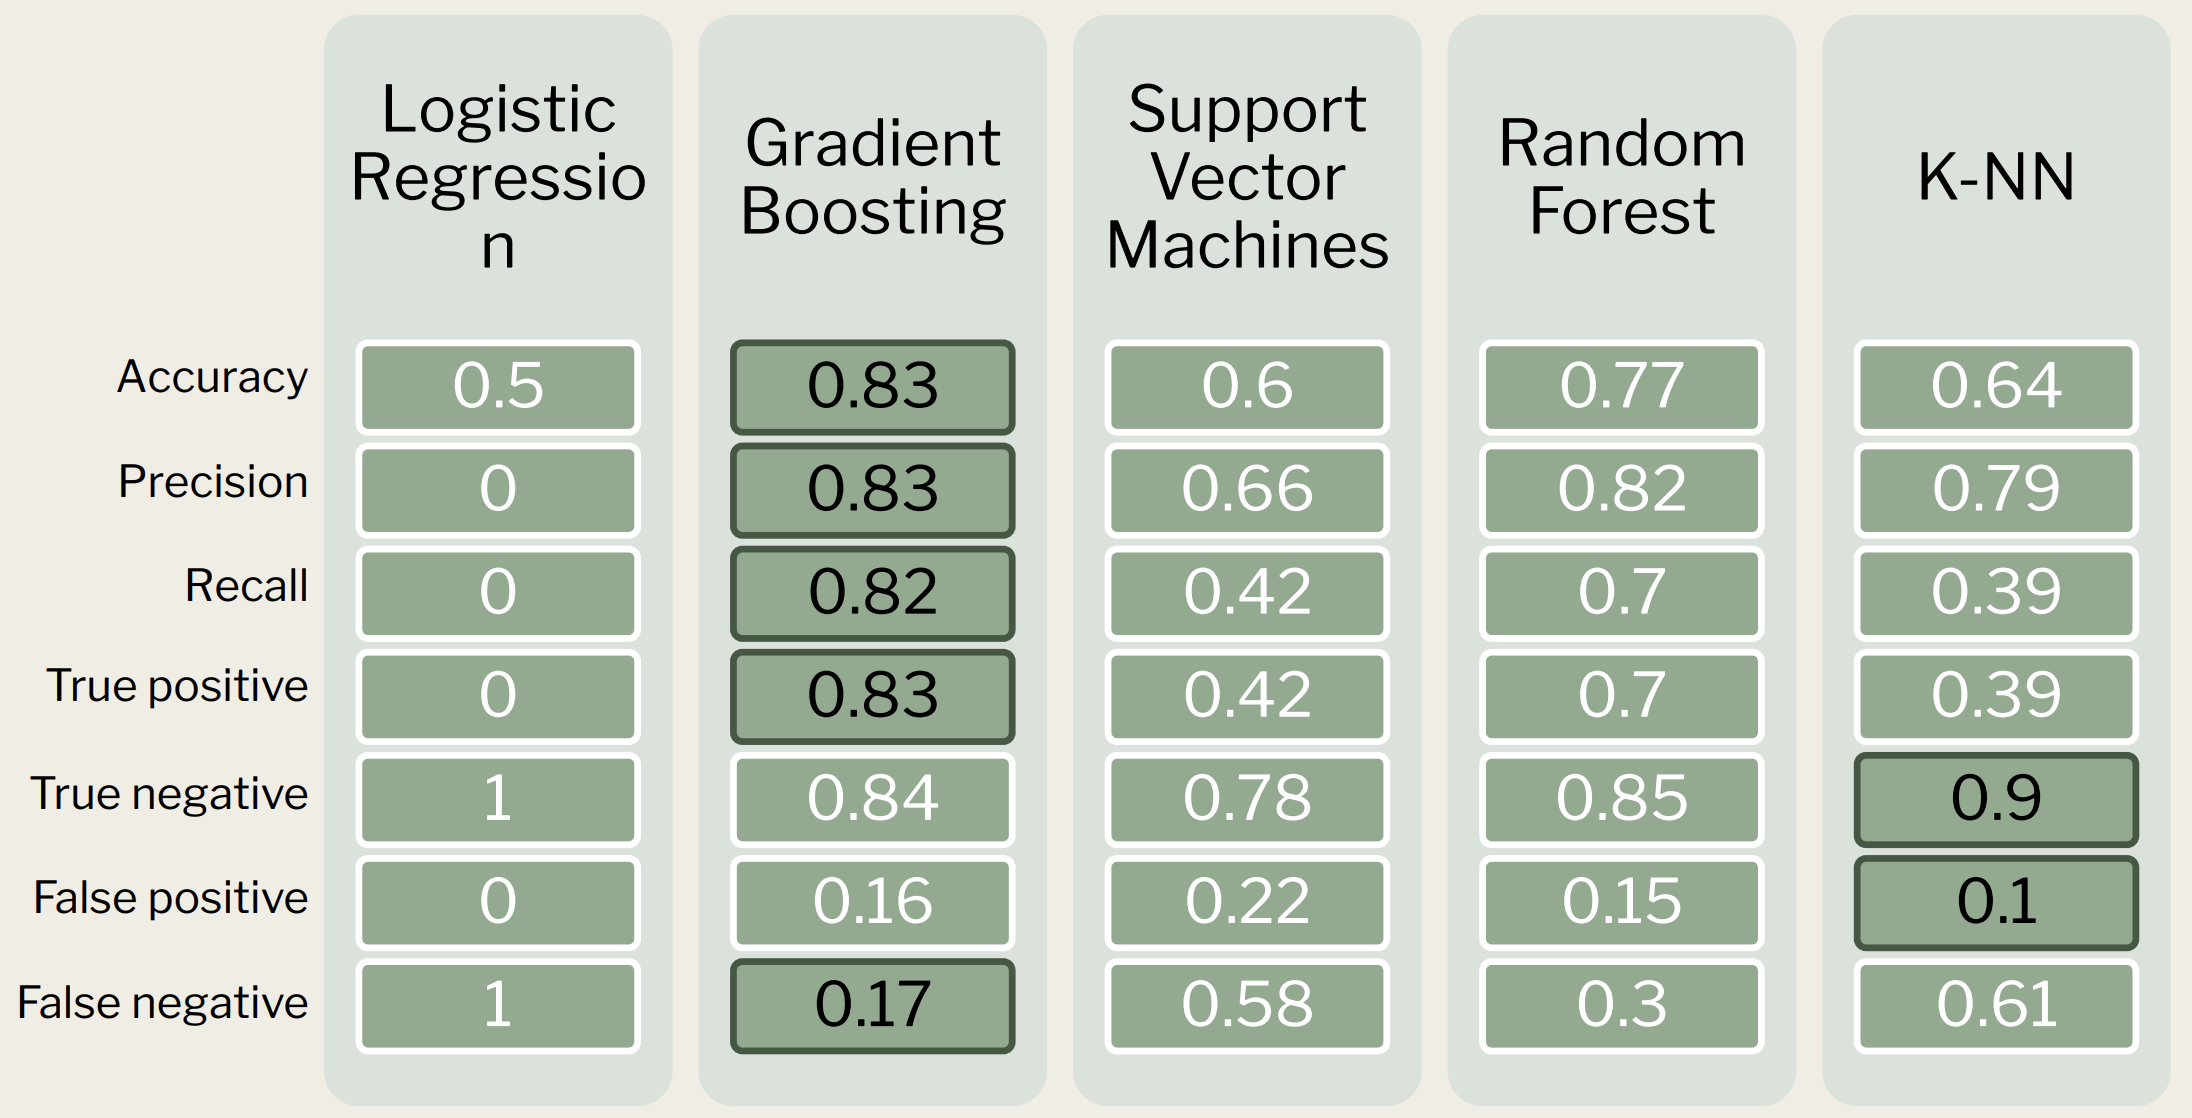 Logistic
Regressio
n
Gradient
Boosting
Support
Vector
Machines
Random
Forest
K-NN
Accuracy 0.5 0.83 0.6 0.77 0.64
Precision 0 0.83 0.66 0.82 0.79
Recall 0 0.82 0.42 0.7 0.39
True positive 0 0.83 0.42 0.7 0.39
True negative 1 0.84 0.78 0.85 0.9
False positive 0 0.16 0.22 0.15 0.1
False negative 1 0.17 0.58 0.3 0.61